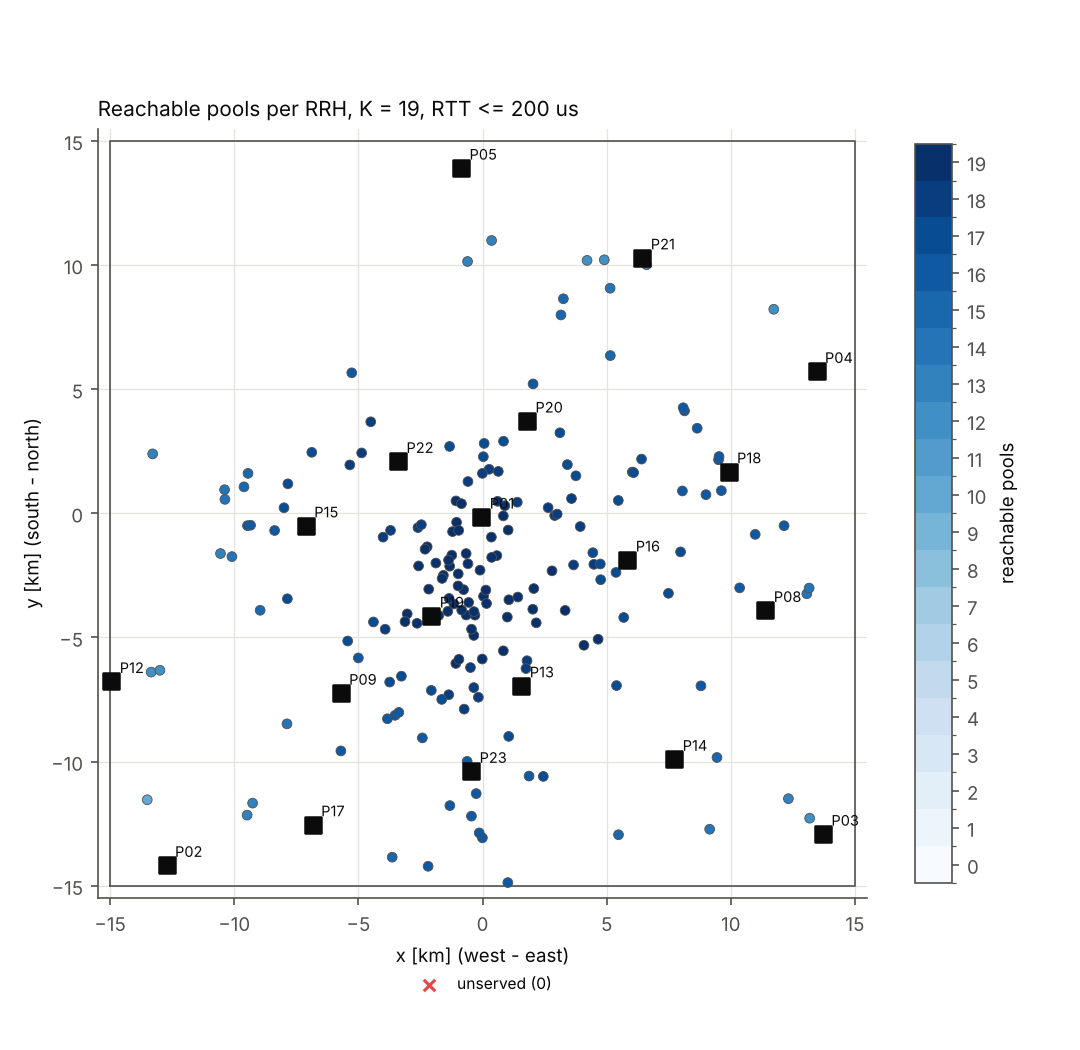 Reachable pools per RRH, K = 19, RTT <= 200 us
15
10
5
0
−5
−10
−15
y [km] (south - north)
P05
P21
P04
P20
P22
P18
P01
P15
P16
P19
P08
P12
P09
P13
P14
P23
P17
P03
P02
−15
−10
−5
0
5
10
15
x [km] (west - east)
unserved (0)
19
18
17
16
15
14
13
12
11
10
9
8
7
6
5
4
3
2
1
0
reachable pools